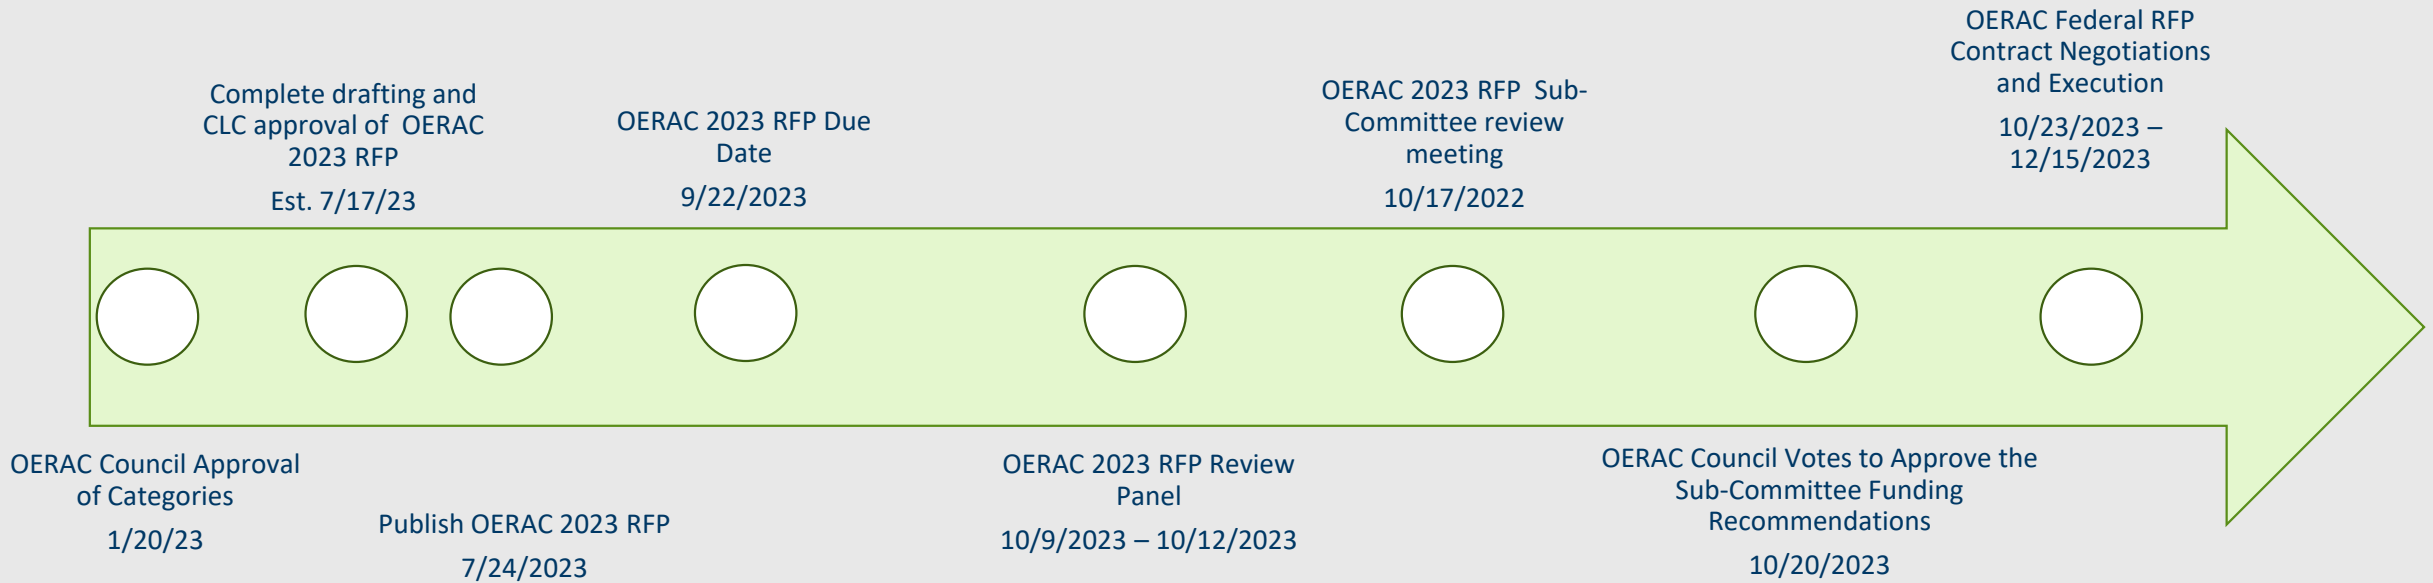 OERAC Council Approval
of Categories
1/20/23
Complete drafting and
CLC approval of  OERAC
2023 RFP
Est. 7/17/23
Publish OERAC 2023 RFP
7/24/2023
OERAC 2023 RFP Due
Date
9/22/2023
OERAC 2023 RFP Review
Panel
10/9/2023 – 10/12/2023
OERAC 2023 RFP  Sub-
Committee review
meeting
10/17/2022
OERAC Council Votes to Approve the
Sub-Committee Funding
Recommendations
10/20/2023
OERAC Federal RFP
Contract Negotiations
and Execution
10/23/2023 –
12/15/2023